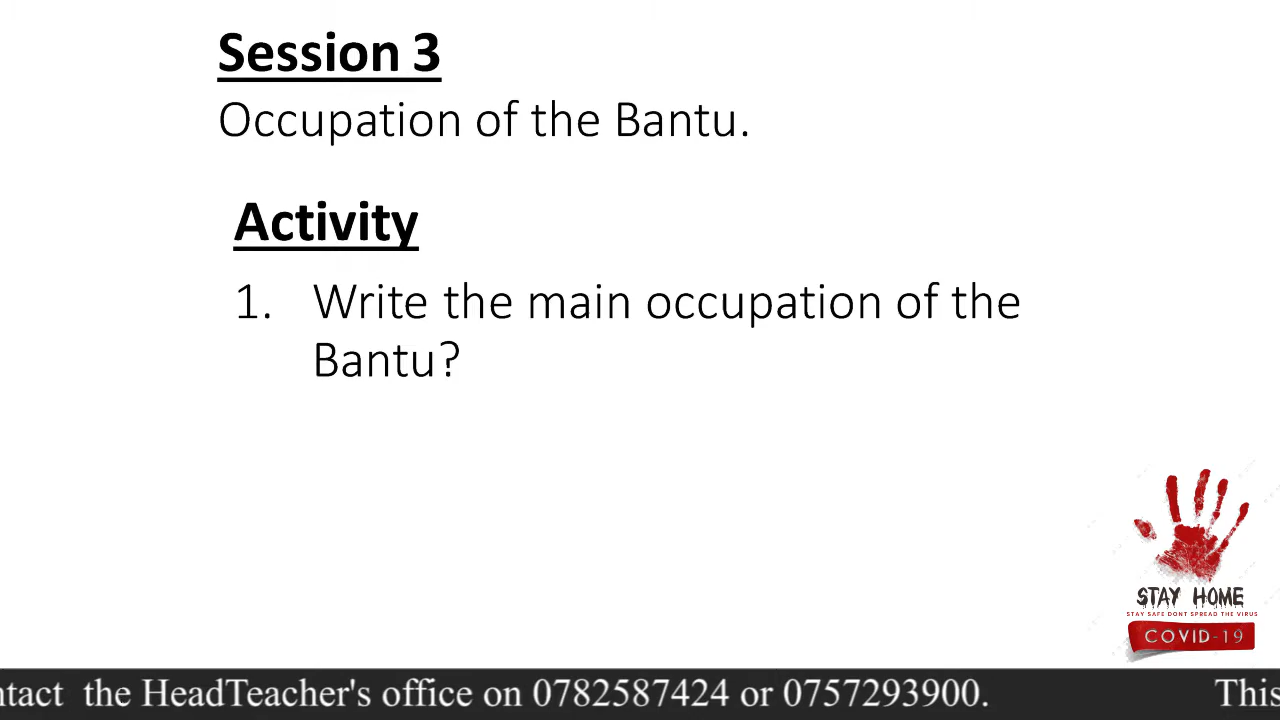 Session 3
Occupation of the Bantu.
Activity
1. Write the main occupation of the
Bantu?
STAY HOME
STAY SAFE DONT SPREAD THE VIRUS
COVID-19
ntact the HeadTeacher's office on 0782587424 or 0757293900. This